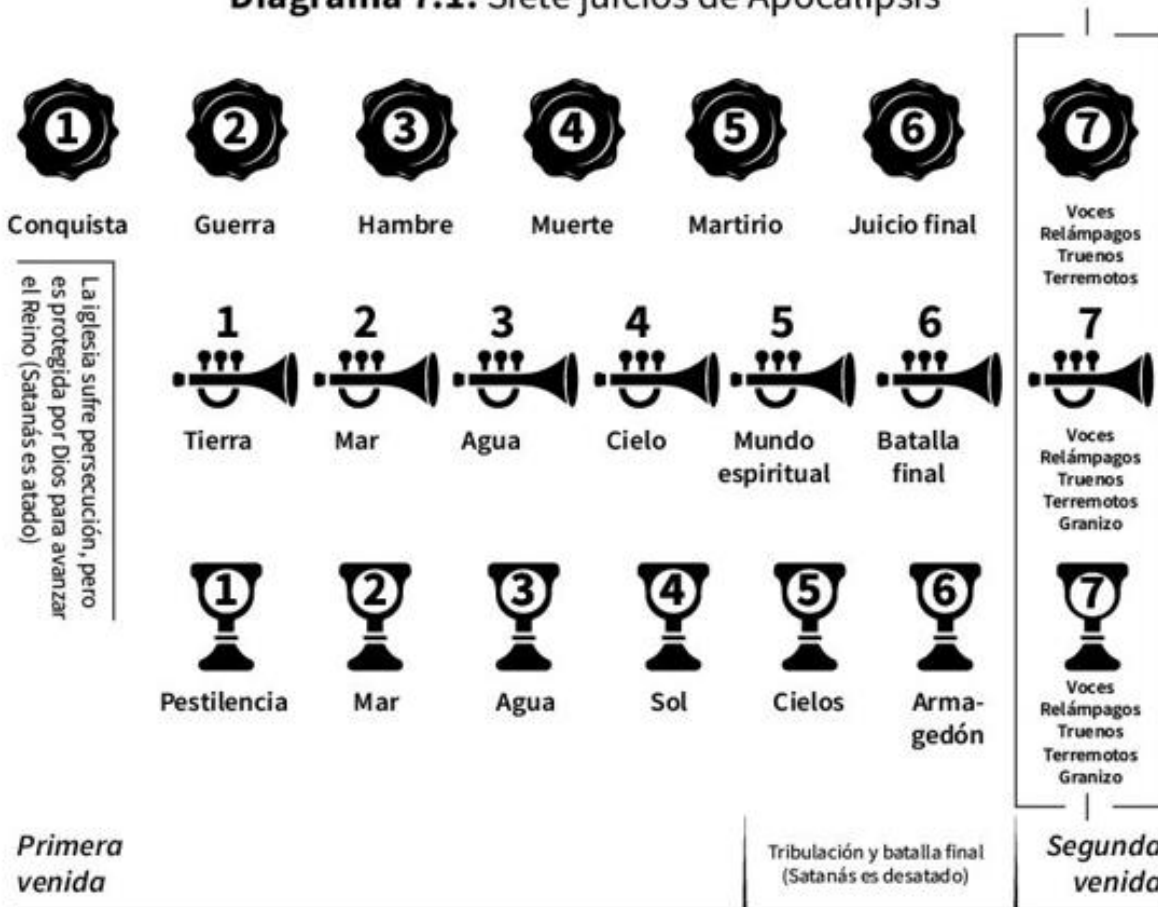 Diagrama 7.1: Siete juicios de Apocalipsis
1 2 3 4 5 6 7
Conquista Guerra Hambre Muerte Martirio Juicio final
Voces
Relámpagos
Truenos
Terremotos
La iglesia sufre persecución, pero
es protegida por Dios para avanzar
el Reino (Satanás es atado)
1 2 3 4 5 6 7
Tierra Mar Agua Cielo
Mundo
espiritual
Batalla
final
Voces
Relámpagos
Truenos
Terremotos
Granizo
1 2 3 4 5 6 7
Pestilencia Mar Agua Sol Cielos
Arma-
gedón
Voces
Relámpagos
Truenos
Terremotos
Granizo
Primera
venida
Tribulación y batalla final
(Satanás es desatado)
Segunda
venida